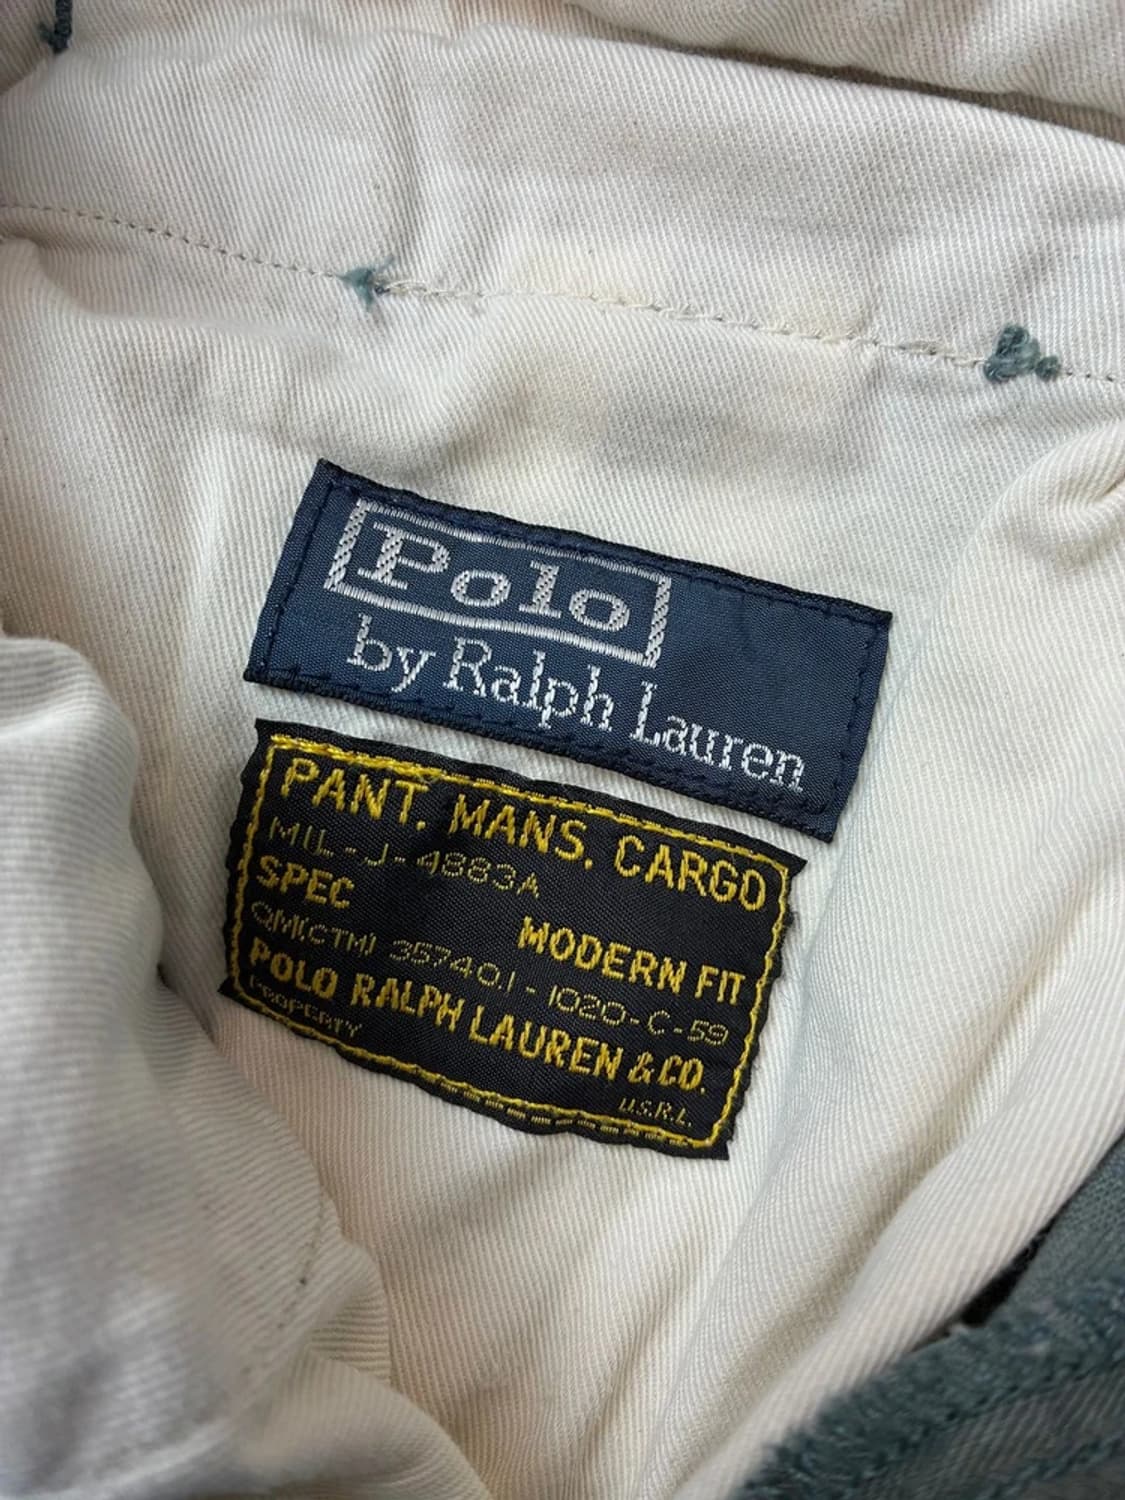 Polo
by Ralph Lauren
PANT, MANS, CARGO
MIL-J-4883A
SPEC
MODERN FIT
QM(CTM) 35740.1-1020-C-59
POLO RALPH LAUREN & CO.
PROPERTY
U.S.R.L.